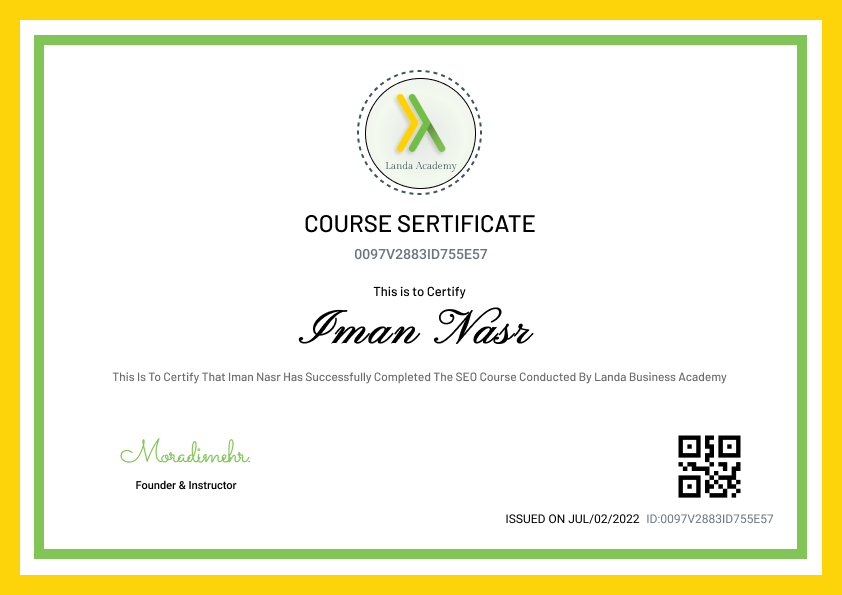 Landa Academy
COURSE SERTIFICATE
0097V2883ID755E57
This is to Certify
Iman Nasr
This Is To Certify That Iman Nasr Has Successfully Completed The SEO Course Conducted By Landa Business Academy
Moradimehr.
Founder & Instructor
ISSUED ON JUL/02/2022 ID:0097V2883ID755E57